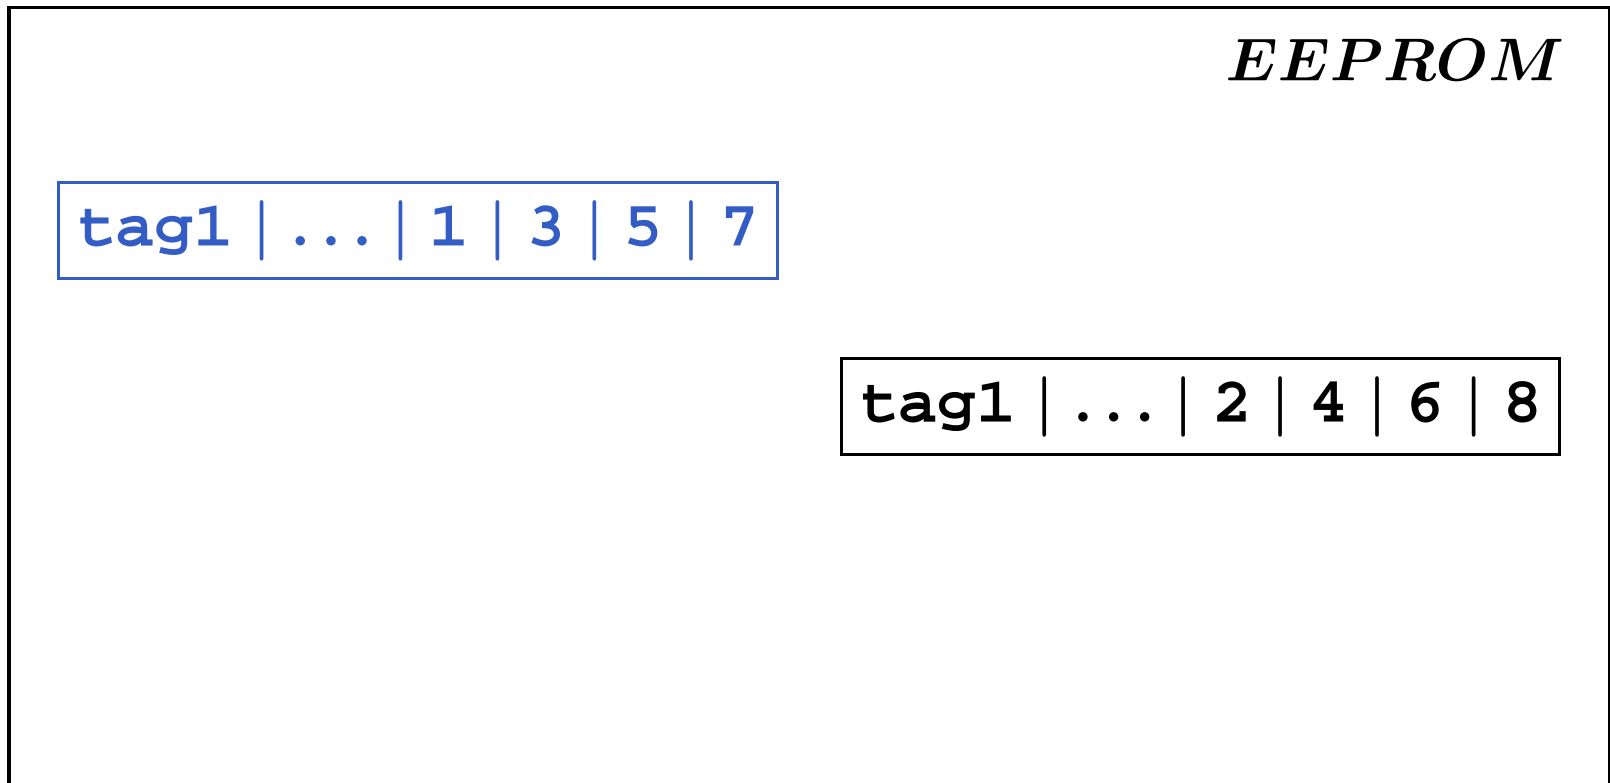 EEPROM
tag1 | ... | 1 | 3 | 5 | 7
tag1 | ... | 2 | 4 | 6 | 8